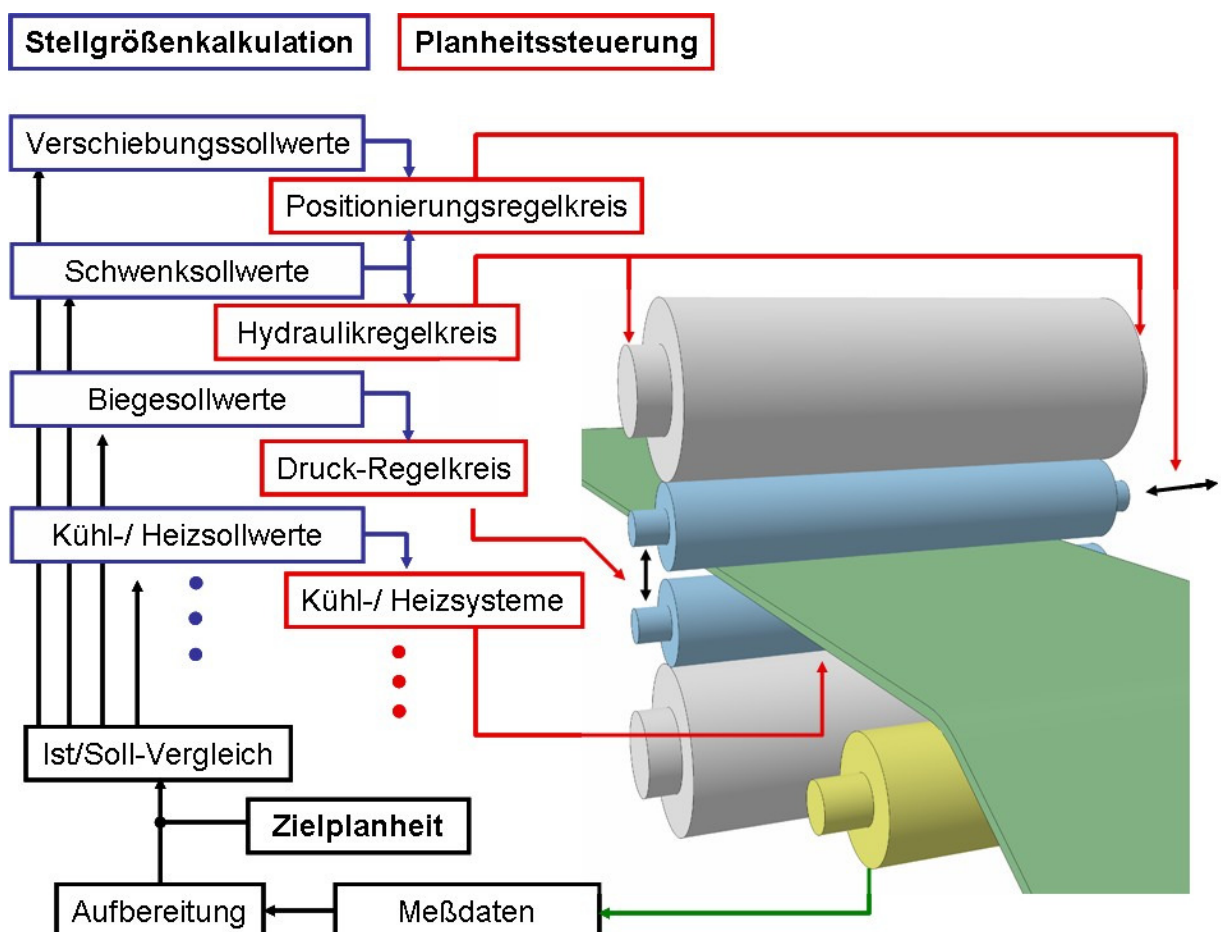 Stellgrößenkalkulation
Planheitssteuerung
Verschiebungssollwerte
Positionierungsregelkreis
Schwenksollwerte
Hydraulikregelkreis
Biegesollwerte
Druck-Regelkreis
Kühl-/ Heizsollwerte
Kühl-/ Heizsysteme
Ist/Soll-Vergleich
Zielplanheit
Aufbereitung
Meßdaten